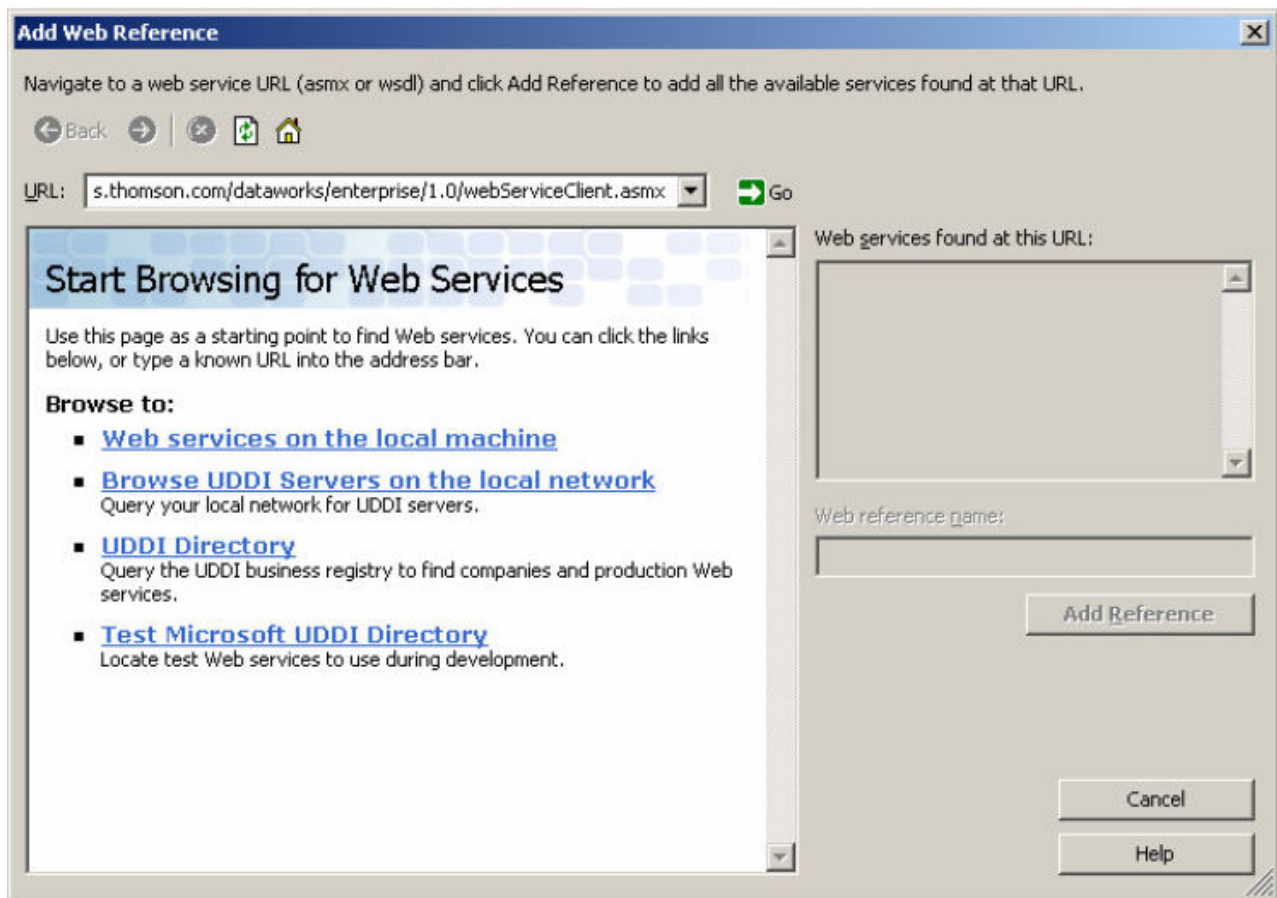 Add Web Reference
Navigate to a web service URL (asmx or wsdl) and click Add Reference to add all the available services found at that URL.
Back
URL: s.thomson.com/dataworks/enterprise/1.0/webServiceClient.asmx Go
Start Browsing for Web Services
Use this page as a starting point to find Web services. You can click the links
below, or type a known URL into the address bar.
Browse to:
Web services on the local machine
Browse UDDI Servers on the local network
Query your local network for UDDI servers.
UDDI Directory
Query the UDDI business registry to find companies and production Web
services.
Test Microsoft UDDI Directory
Locate test Web services to use during development.
Web services found at this URL:
Web reference name:
Add Reference
Cancel
Help